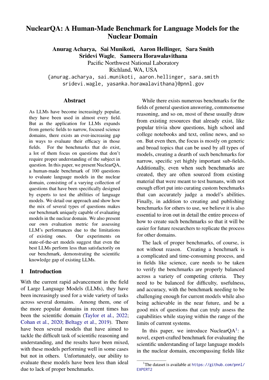 NuclearQA: A Human-Made Benchmark for Language Models for the
Nuclear Domain
Anurag Acharya, Sai Munikoti, Aaron Hellinger, Sara Smith
Sridevi Wagle, Sameera Horawalavithana
Pacific Northwest National Laboratory
Richland, WA, USA
{anurag.acharya, sai.munikoti, aaron.hellinger, sara.smith
sridevi.wagle, yasanka.horawalavithana}@pnnl.gov
Abstract
As LLMs have become increasingly popular,
they have been used in almost every field.
But as the application for LLMs expands
from generic fields to narrow, focused science
domains, there exists an ever-increasing gap
in ways to evaluate their efficacy in those
fields. For the benchmarks that do exist,
a lot of them focus on questions that don't
require proper understanding of the subject in
question. In this paper, we present NuclearQA,
a human-made benchmark of 100 questions
to evaluate language models in the nuclear
domain, consisting of a varying collection of
questions that have been specifically designed
by experts to test the abilities of language
models. We detail our approach and show how
the mix of several types of questions makes
our benchmark uniquely capable of evaluating
models in the nuclear domain. We also present
our own evaluation metric for assessing
LLM's performances due to the limitations
of existing ones. Our experiments on
state-of-the-art models suggest that even the
best LLMs perform less than satisfactorily on
our benchmark, demonstrating the scientific
knowledge gap of existing LLMs.
1 Introduction
With the current rapid advancement in the field
of Large Language Models (LLMs), they have
been increasingly used for a wide variety of tasks
across several domains. Among them, one of
the more popular domains in recent times has
been the scientific domain (Taylor et al., 2022;
Cohan et al., 2020; Beltagy et al., 2019). There
have been several models that have aimed to
tackle the difficult task of scientific reasoning and
understanding, and the results have been mixed,
with these models performing well in some cases,
but not in others. Unfortunately, our ability to
evaluate these models have been less than ideal
due to lack of proper benchmarks.
While there exists numerous benchmarks for the
fields of general question answering, commonsense
reasoning, and so on, most of these usually draw
from existing resources that already exist, like
popular trivia show questions, high school and
college notebooks and test, online news, and so
on. But even then, the focus is mostly on generic
and broad topics that can be used by all types of
models, creating a dearth of such benchmarks for
narrow, specific yet highly important sub-fields.
Additionally, even when such benchmarks are
created, they are often sourced from existing
material that were meant to test humans, with not
enough effort put into curating custom benchmarks
that can accurately judge a model's abilities.
Finally, in addition to creating and publishing
benchmarks for others to use, we believe it is also
essential to iron out in detail the entire process of
how to create such benchmarks so that it will be
easier for future researchers to replicate the process
for other domains.
The lack of proper benchmarks, of course, is
not without reason. Creating a benchmark is
a complicated and time-consuming process, and
in fields like science, care needs to be taken
to verify the benchmarks are properly balanced
across a variety of competing criteria. They
need to be balanced for difficulty, usefulness,
and accuracy, with the benchmark needing to be
challenging enough for current models while also
being achievable in the near future, and be a
good mix of questions that can truly assess the
capabilities while staying within the range of the
limits of current systems.
In this paper, we introduce NuclearQA¹: a
novel, expert-crafted benchmark for evaluating the
scientific understanding of large language models
in the nuclear domain, encompassing fields like